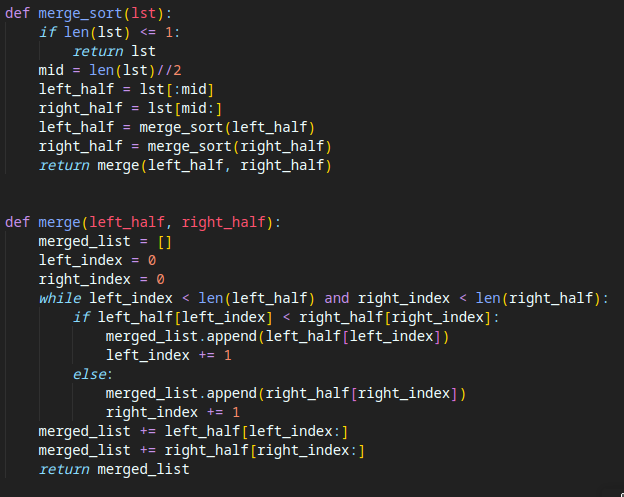 def merge_sort(lst):
    if len(lst) <= 1:
        return lst
    mid = len(lst)//2
    left_half = lst[:mid]
    right_half = lst[mid:]
    left_half = merge_sort(left_half)
    right_half = merge_sort(right_half)
    return merge(left_half, right_half)


def merge(left_half, right_half):
    merged_list = []
    left_index = 0
    right_index = 0
    while left_index < len(left_half) and right_index < len(right_half):
        if left_half[left_index] < right_half[right_index]:
            merged_list.append(left_half[left_index])
            left_index += 1
        else:
            merged_list.append(right_half[right_index])
            right_index += 1
    merged_list += left_half[left_index:]
    merged_list += right_half[right_index:]
    return merged_list